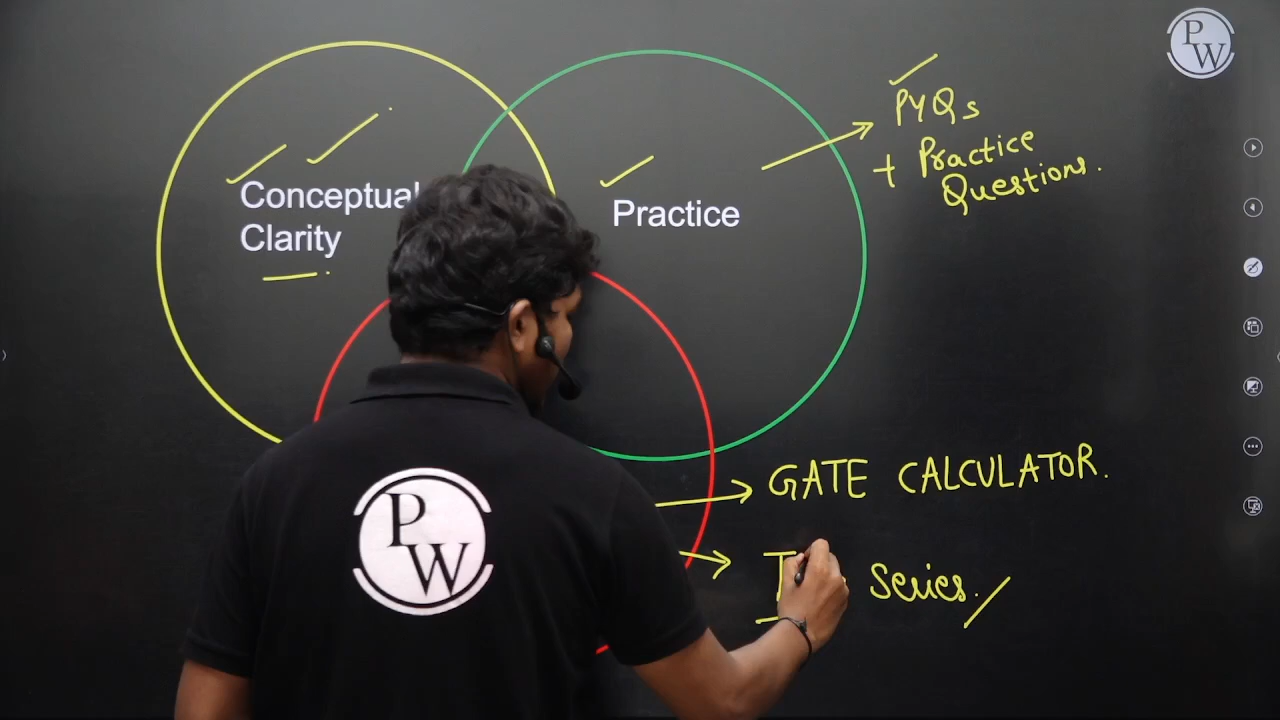 PW
PYQs
+ Practice
Questions.
Conceptual
Clarity
Practice
GATE CALCULATOR.
Series.
PW